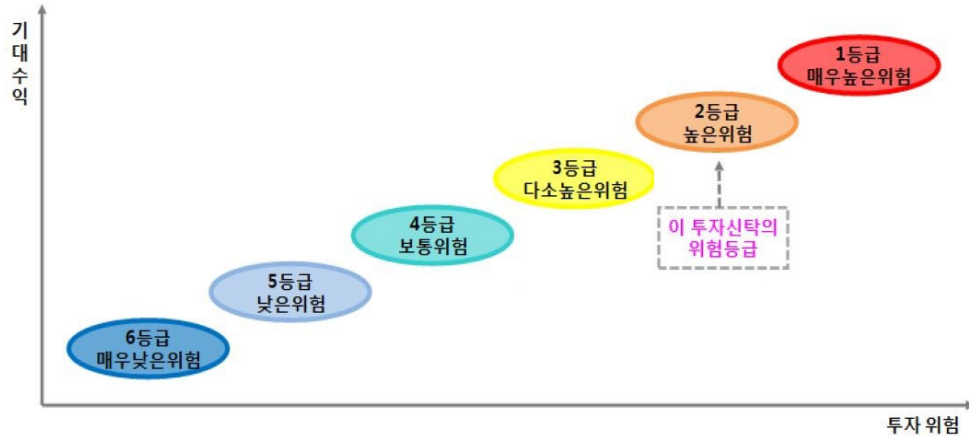 기대수익
1등급
매우높은위험
2등급
높은위험
3등급
다소높은위험
이 투자신탁의
위험등급
4등급
보통위험
5등급
낮은위험
6등급
매우낮은위험
투자 위험